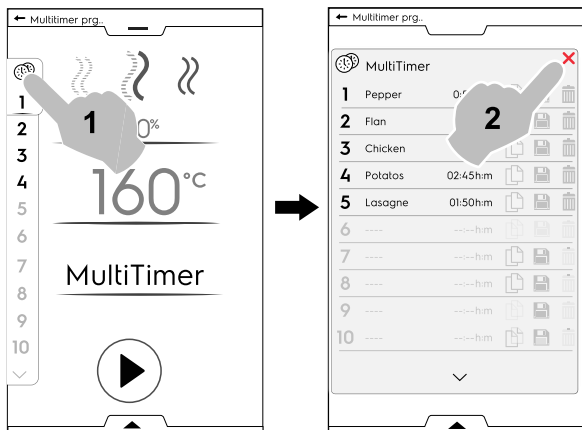 ← Multitimer prg..
1
2
3
4
5
6
7
8
9
10
1
0%
160°C
MultiTimer
← Multitimer prg..
MultiTimer
1 Pepper 0:
2 Flan
3 Chicken
4 Potatos 02:45h:m
5 Lasagne 01:50h:m
6 ---- --:--h:m
7 ---- --:--h:m
8 ---- --:--h:m
9 ---- --:--h:m
10 ---- --:--h:m
2